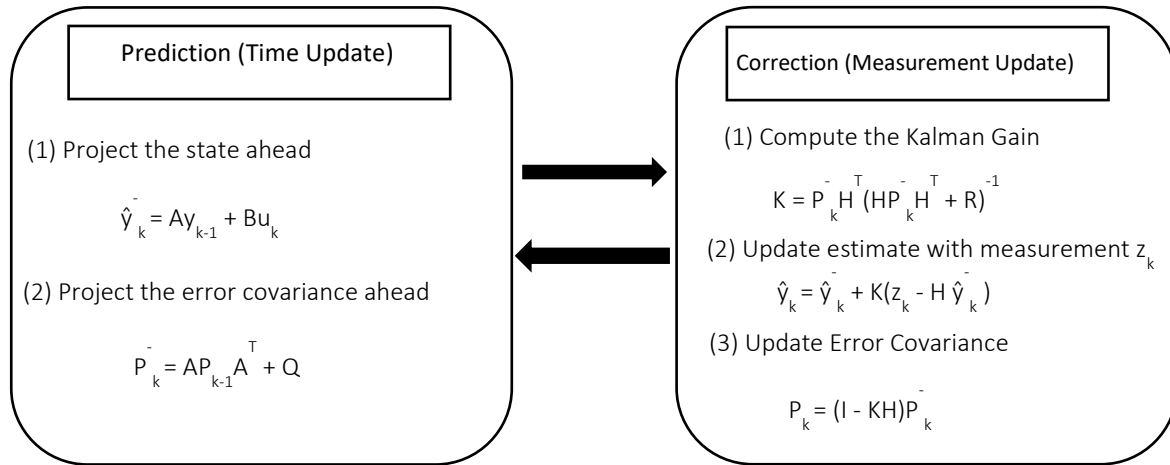 Prediction (Time Update)
(1) Project the state ahead
ŷ⁻ₖ = Ayₖ₋₁ + Buₖ
(2) Project the error covariance ahead
P⁻ₖ = APₖ₋₁Aᵀ + Q
Correction (Measurement Update)
(1) Compute the Kalman Gain
K = P⁻ₖHᵀ(HP⁻ₖHᵀ + R)⁻¹
(2) Update estimate with measurement zₖ
ŷₖ = ŷ⁻ₖ + K(zₖ - H ŷ⁻ₖ)
(3) Update Error Covariance
Pₖ = (I - KH)P⁻ₖ